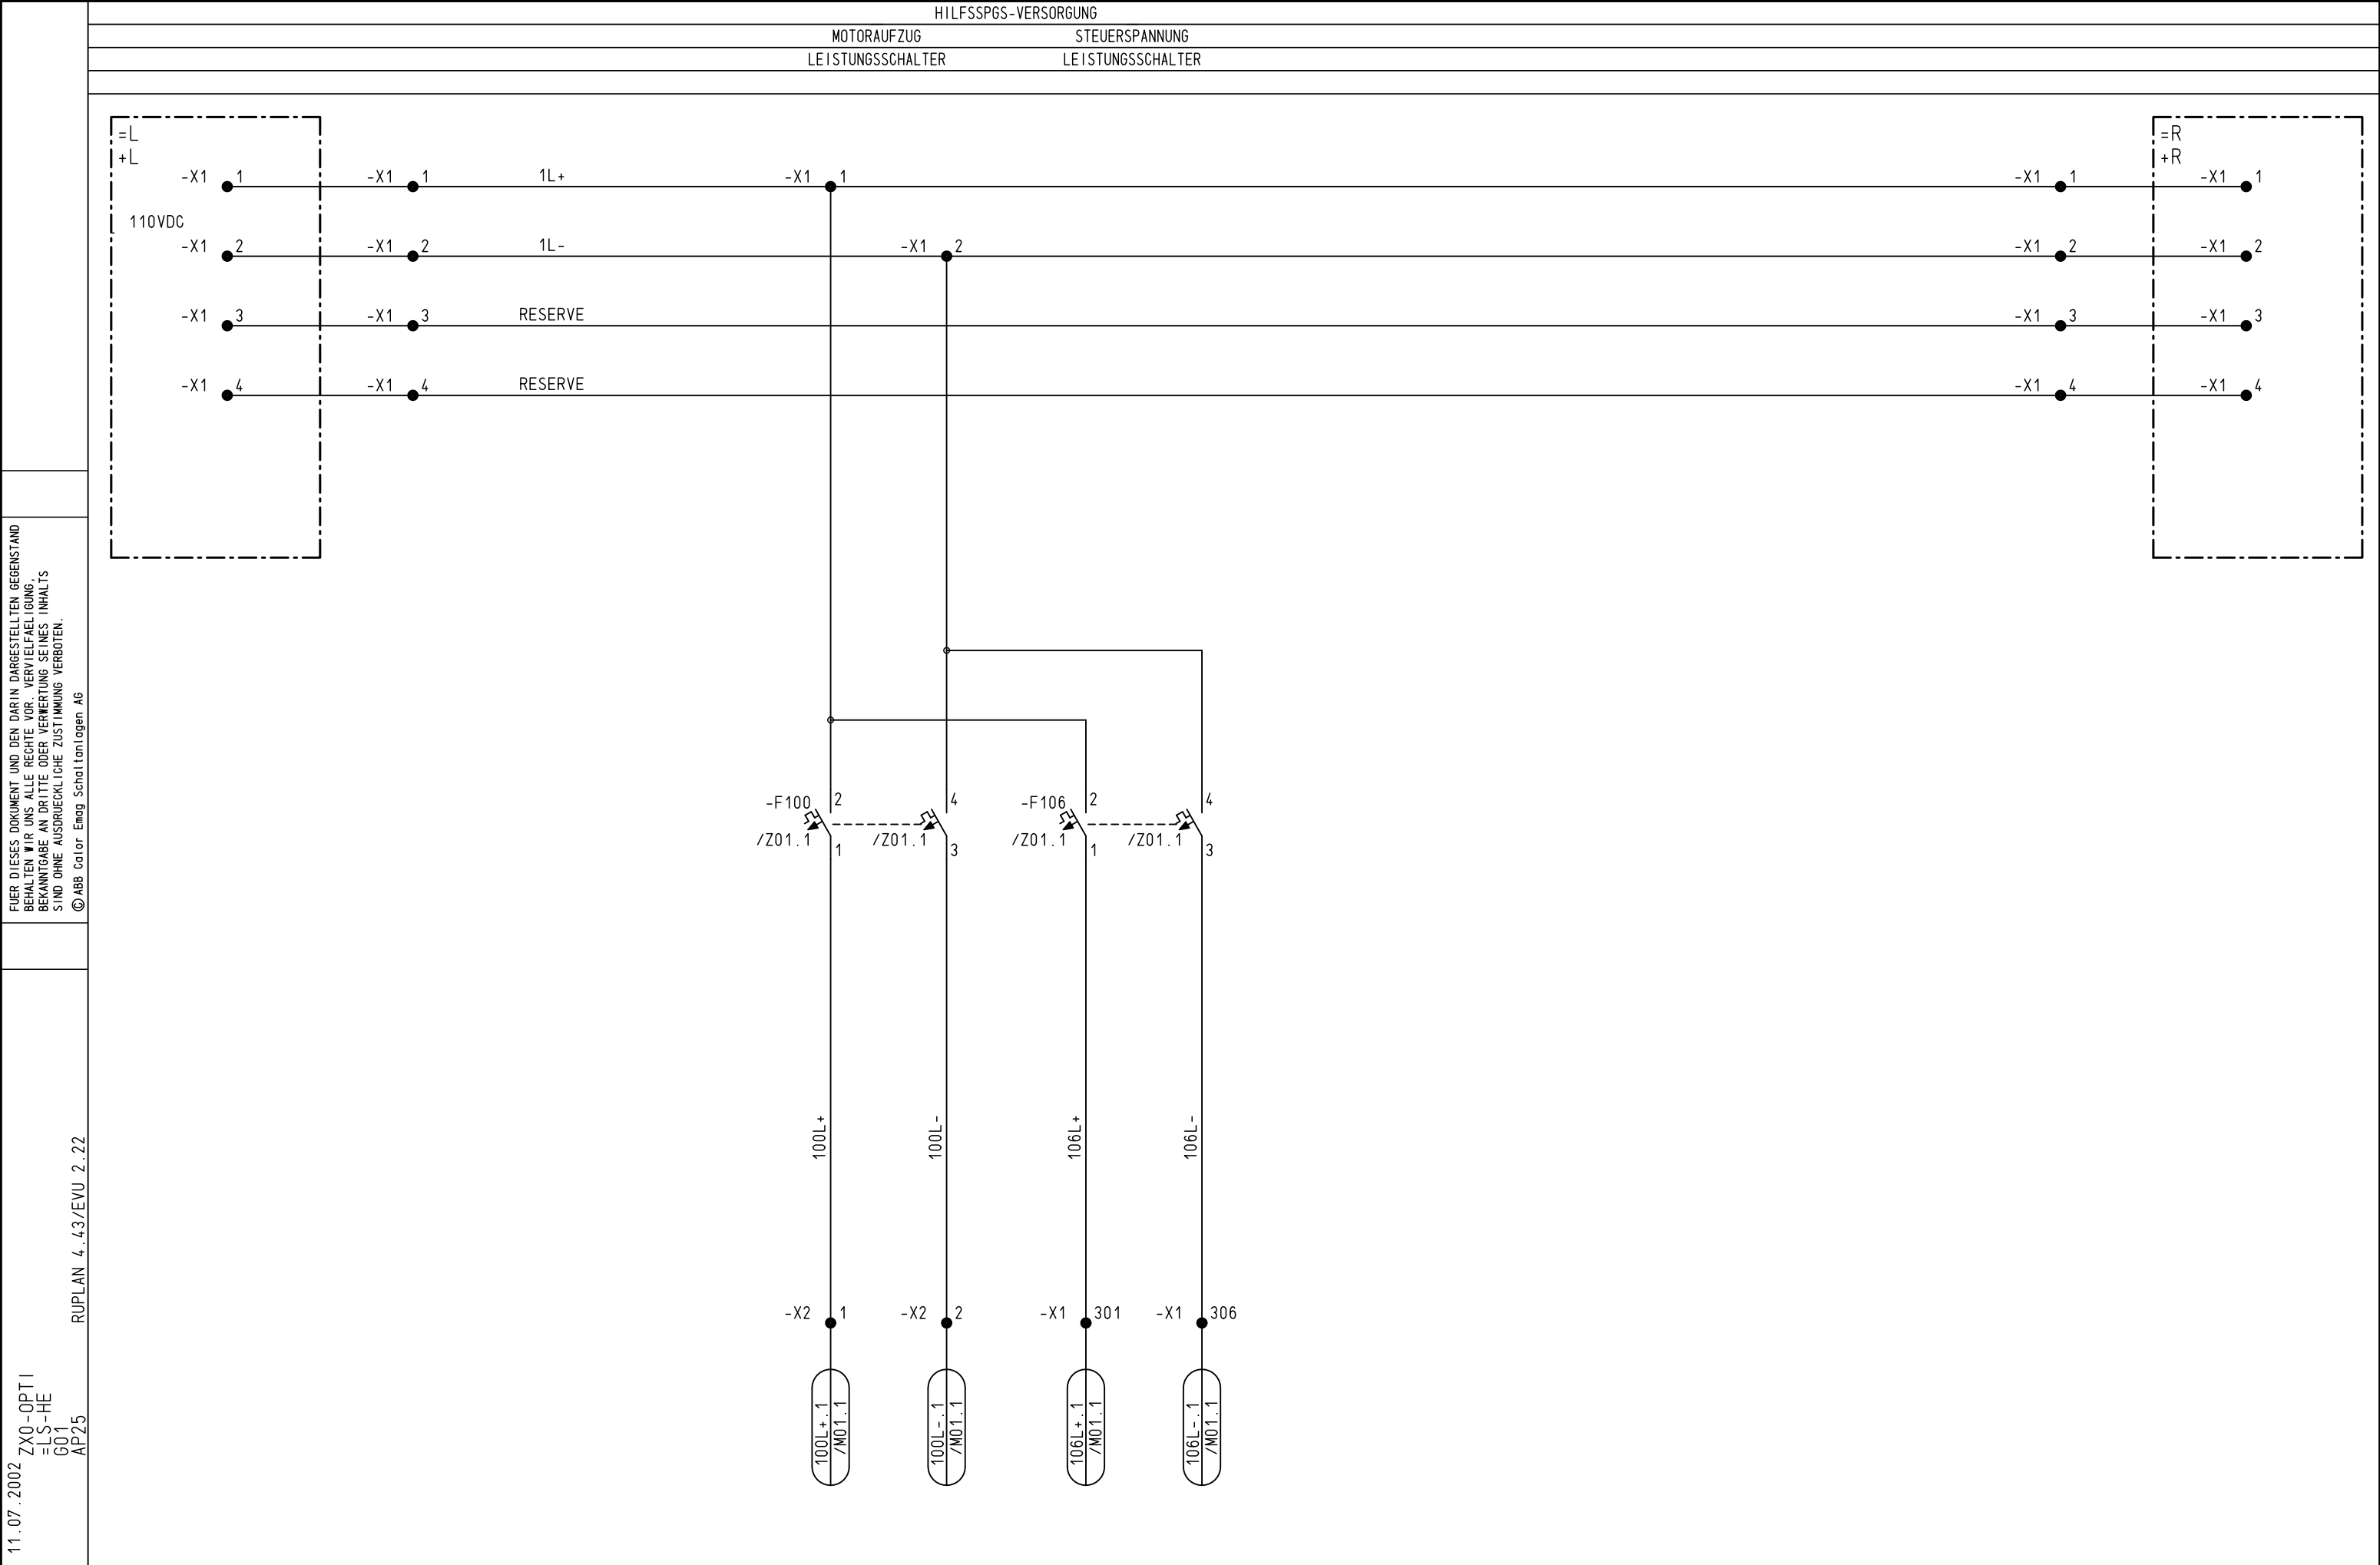 HILFSSPGS-VERSORGUNG
MOTORAUFZUG STEUERSPANNUNG
LEISTUNGSSCHALTER LEISTUNGSSCHALTER
=L =R
+L +R
-X1 1 -X1 1 1L+ -X1 1 -X1 1 -X1 1
110VDC
-X1 2 -X1 2 1L- -X1 2 -X1 2 -X1 2
-X1 3 -X1 3 RESERVE -X1 3 -X1 3
-X1 4 -X1 4 RESERVE -X1 4 -X1 4
-F100 2 4 -F106 2 4
/Z01.1 1 /Z01.1 3 /Z01.1 1 /Z01.1 3
100L+ 100L- 106L+ 106L-
-X2 1 -X2 2 -X1 301 -X1 306
100L+.1 /M01.1
100L-.1 /M01.1
106L+.1 /M01.1
106L-.1 /M01.1
FUER DIESES DOKUMENT UND DEN DARIN DARGESTELLTEN GEGENSTAND
BEHALTEN WIR UNS ALLE RECHTE VOR. VERVIELFAELIGUNG,
BEKANNTGABE AN DRITTE ODER VERWERTUNG SEINES INHALTS
SIND OHNE AUSDRUECKLICHE ZUSTIMMUNG VERBOTEN.
© ABB Calor Emag Schaltanlagen AG
RUPLAN 4.43/EVU 2.22
11.07.2002
ZX0-OPTI
=LS-HE
G01
AP25